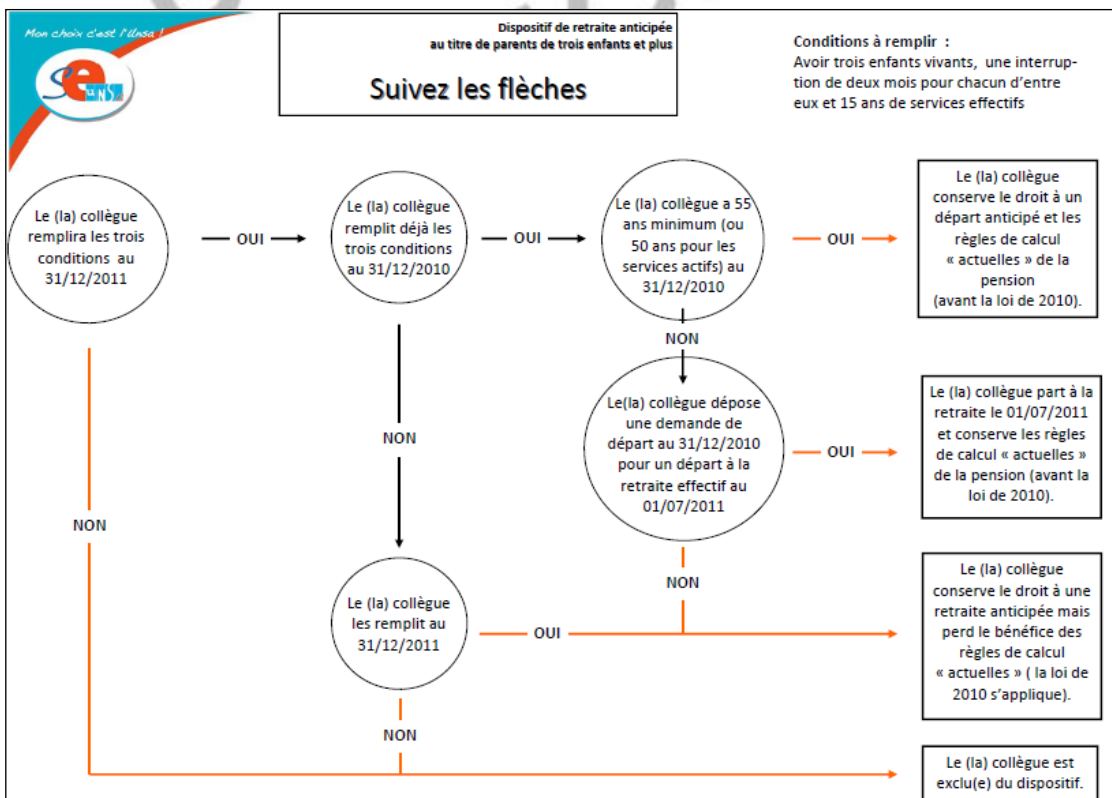 Mon choix c'est l'Unsa !
Se
UNSA
Dispositif de retraite anticipée
au titre de parents de trois enfants et plus
Suivez les flèches
Conditions à remplir :
Avoir trois enfants vivants, une interrup-
tion de deux mois pour chacun d'entre
eux et 15 ans de services effectifs
Le (la) collègue
remplira les trois
conditions au
31/12/2011
OUI
Le (la) collègue
remplit déjà les
trois conditions
au 31/12/2010
OUI
Le (la) collègue a 55
ans minimum (ou
50 ans pour les
services actifs) au
31/12/2010
OUI
Le (la) collègue
conserve le droit à un
départ anticipé et les
règles de calcul
« actuelles » de la
pension
(avant la loi de 2010).
NON
Le(la) collègue dépose
une demande de
départ au 31/12/2010
pour un départ à la
retraite effectif au
01/07/2011
OUI
Le (la) collègue part à la
retraite le 01/07/2011
et conserve les règles
de calcul « actuelles »
de la pension (avant la
loi de 2010).
NON
NON
NON
Le (la) collègue
les remplit au
31/12/2011
OUI
Le (la) collègue
conserve le droit à une
retraite anticipée mais
perd le bénéfice des
règles de calcul
« actuelles » ( la loi de
2010 s'applique).
NON
Le (la) collègue est
exclu(e) du dispositif.